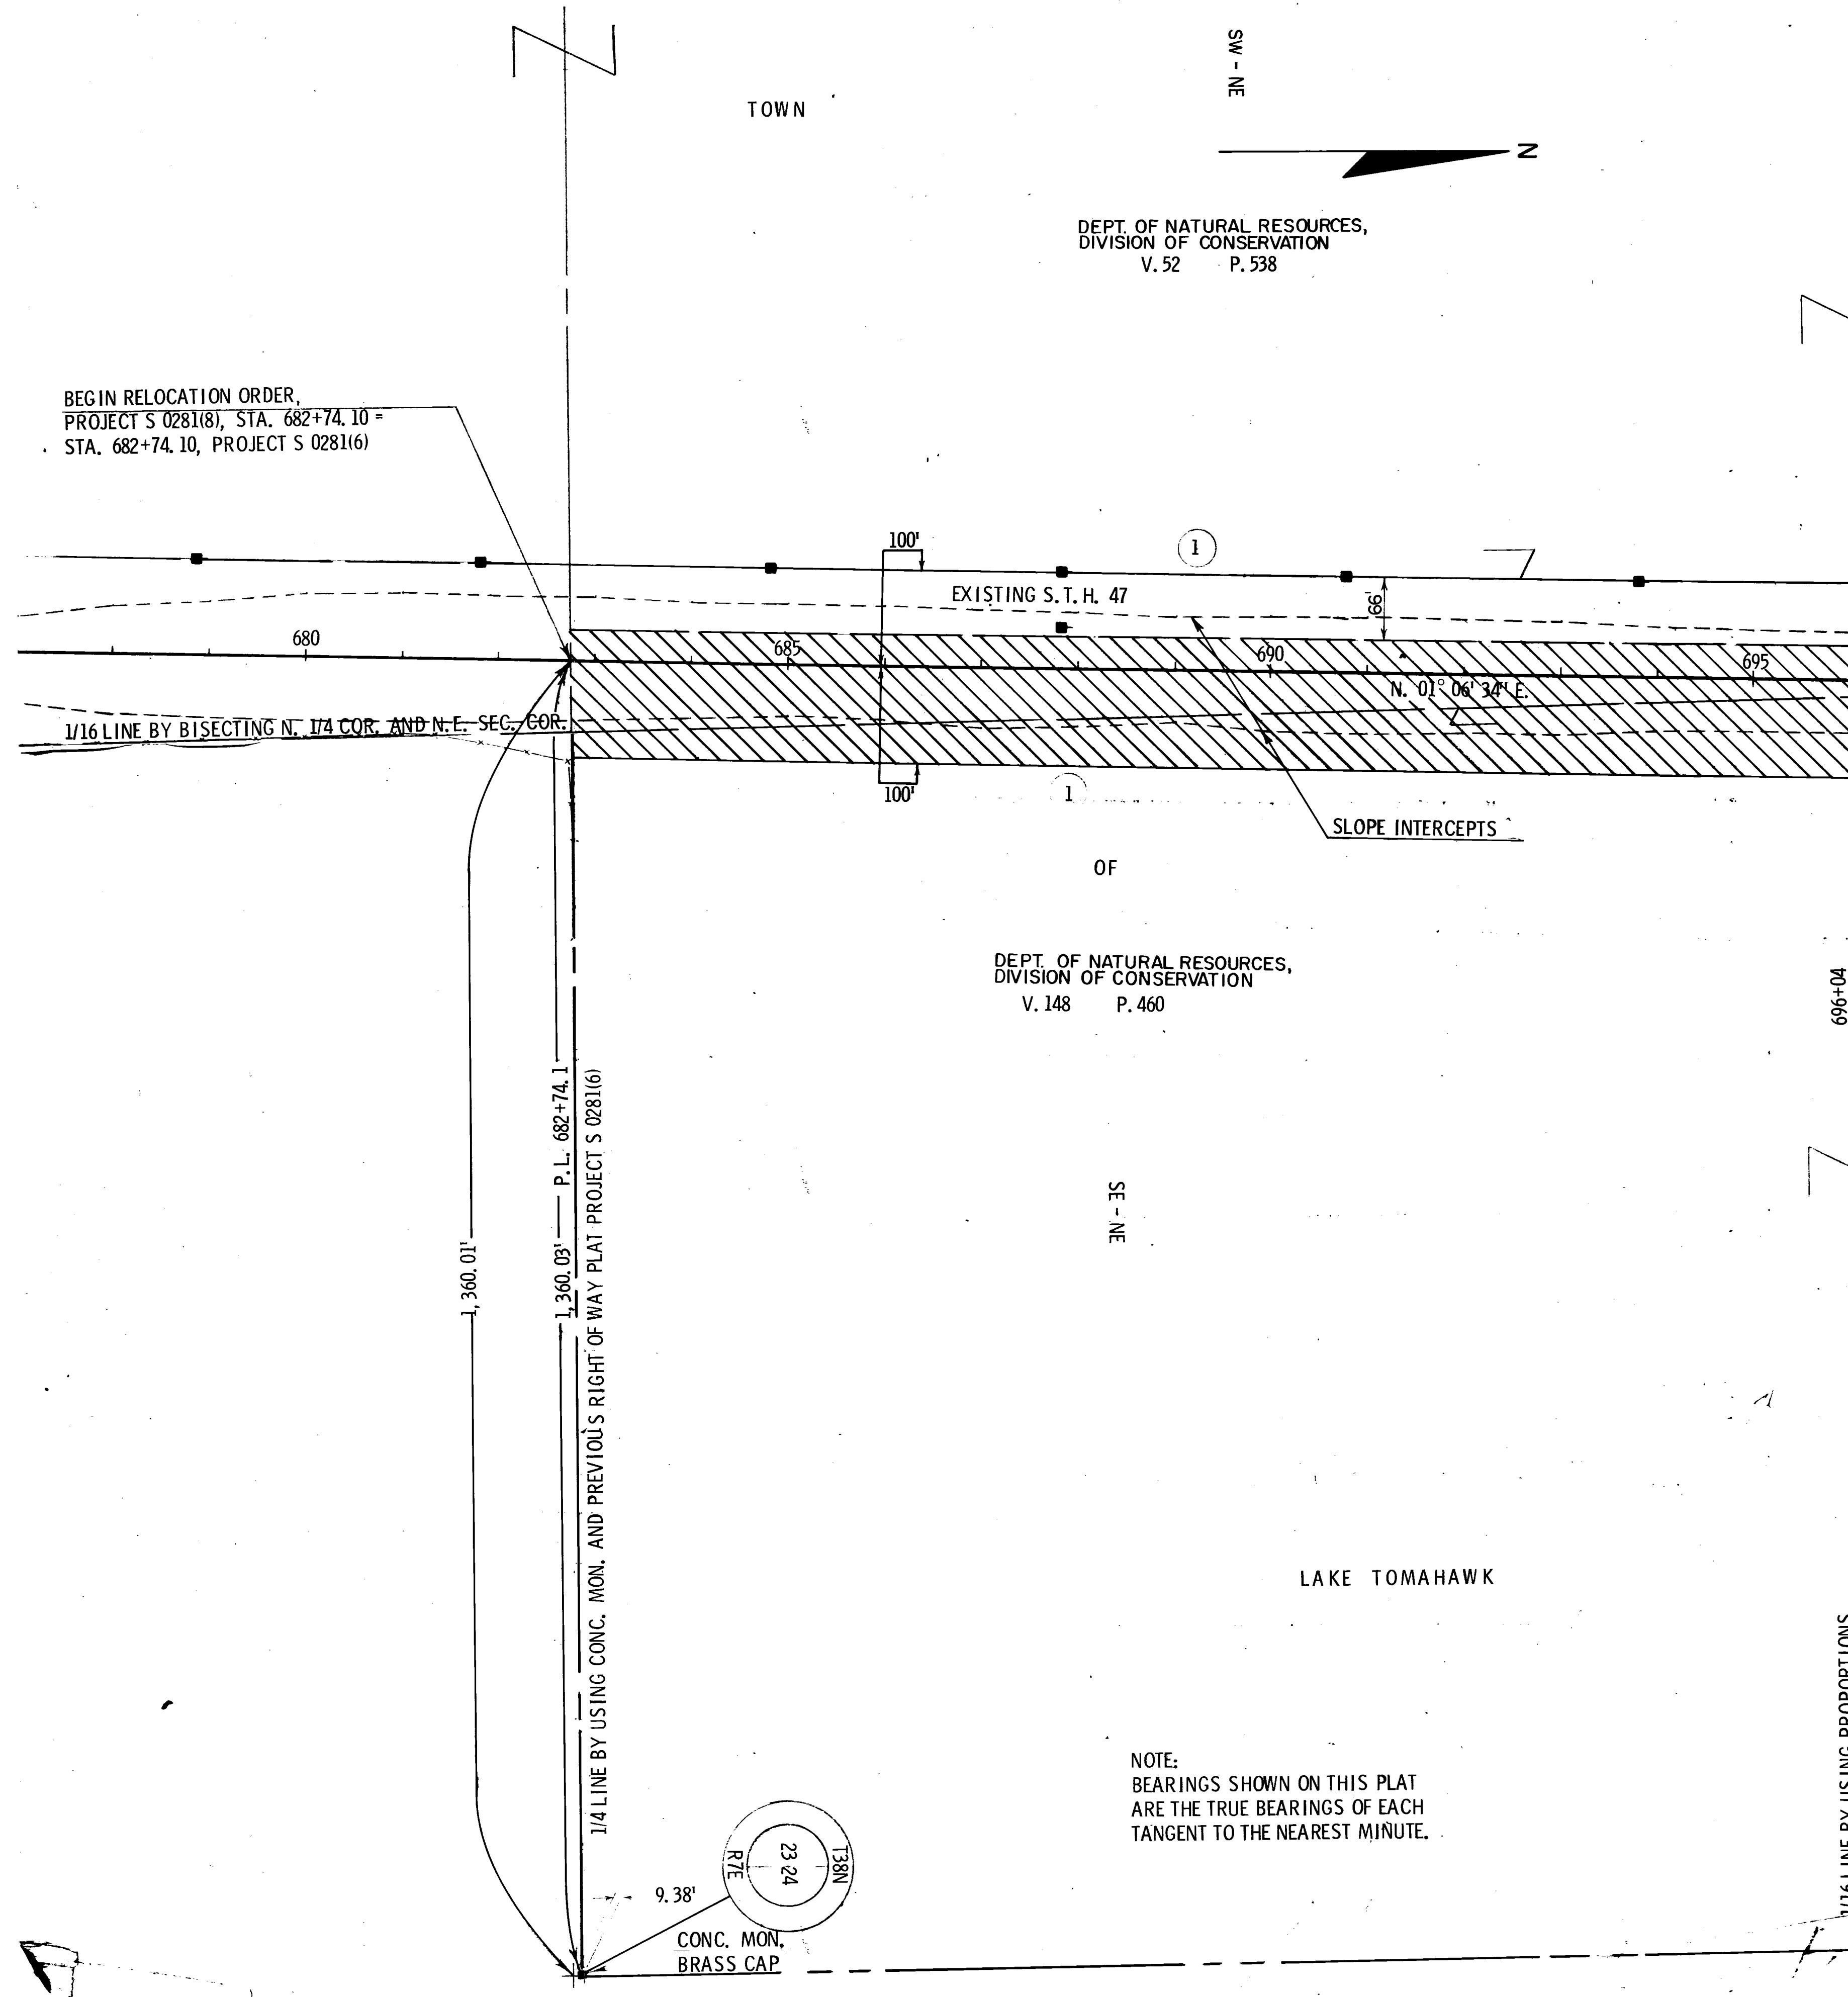 SW - NE
TOWN
N
DEPT. OF NATURAL RESOURCES,
DIVISION OF CONSERVATION
V. 52 P. 538
BEGIN RELOCATION ORDER,
PROJECT S 0281(8), STA. 682+74.10 =
STA. 682+74.10, PROJECT S 0281(6)
100'
1
EXISTING S.T.H. 47
66'
680
685
690
695
N. 01° 06' 34" E.
1/16 LINE BY BISECTING N. 1/4 COR. AND N.E. SEC. COR.
100'
1
SLOPE INTERCEPTS
OF
DEPT. OF NATURAL RESOURCES,
DIVISION OF CONSERVATION
V. 148 P. 460
696+04
1,360.01'
1,360.03' P.L. 682+74.1
1/4 LINE BY USING CONC. MON. AND PREVIOUS RIGHT OF WAY PLAT PROJECT S 0281(6)
SE - NE
LAKE TOMAHAWK
1/16 LINE BY USING PROPORTIONS
NOTE:
BEARINGS SHOWN ON THIS PLAT
ARE THE TRUE BEARINGS OF EACH
TANGENT TO THE NEAREST MINUTE.
T38N
23 24
R7E
9.38'
CONC. MON.
BRASS CAP